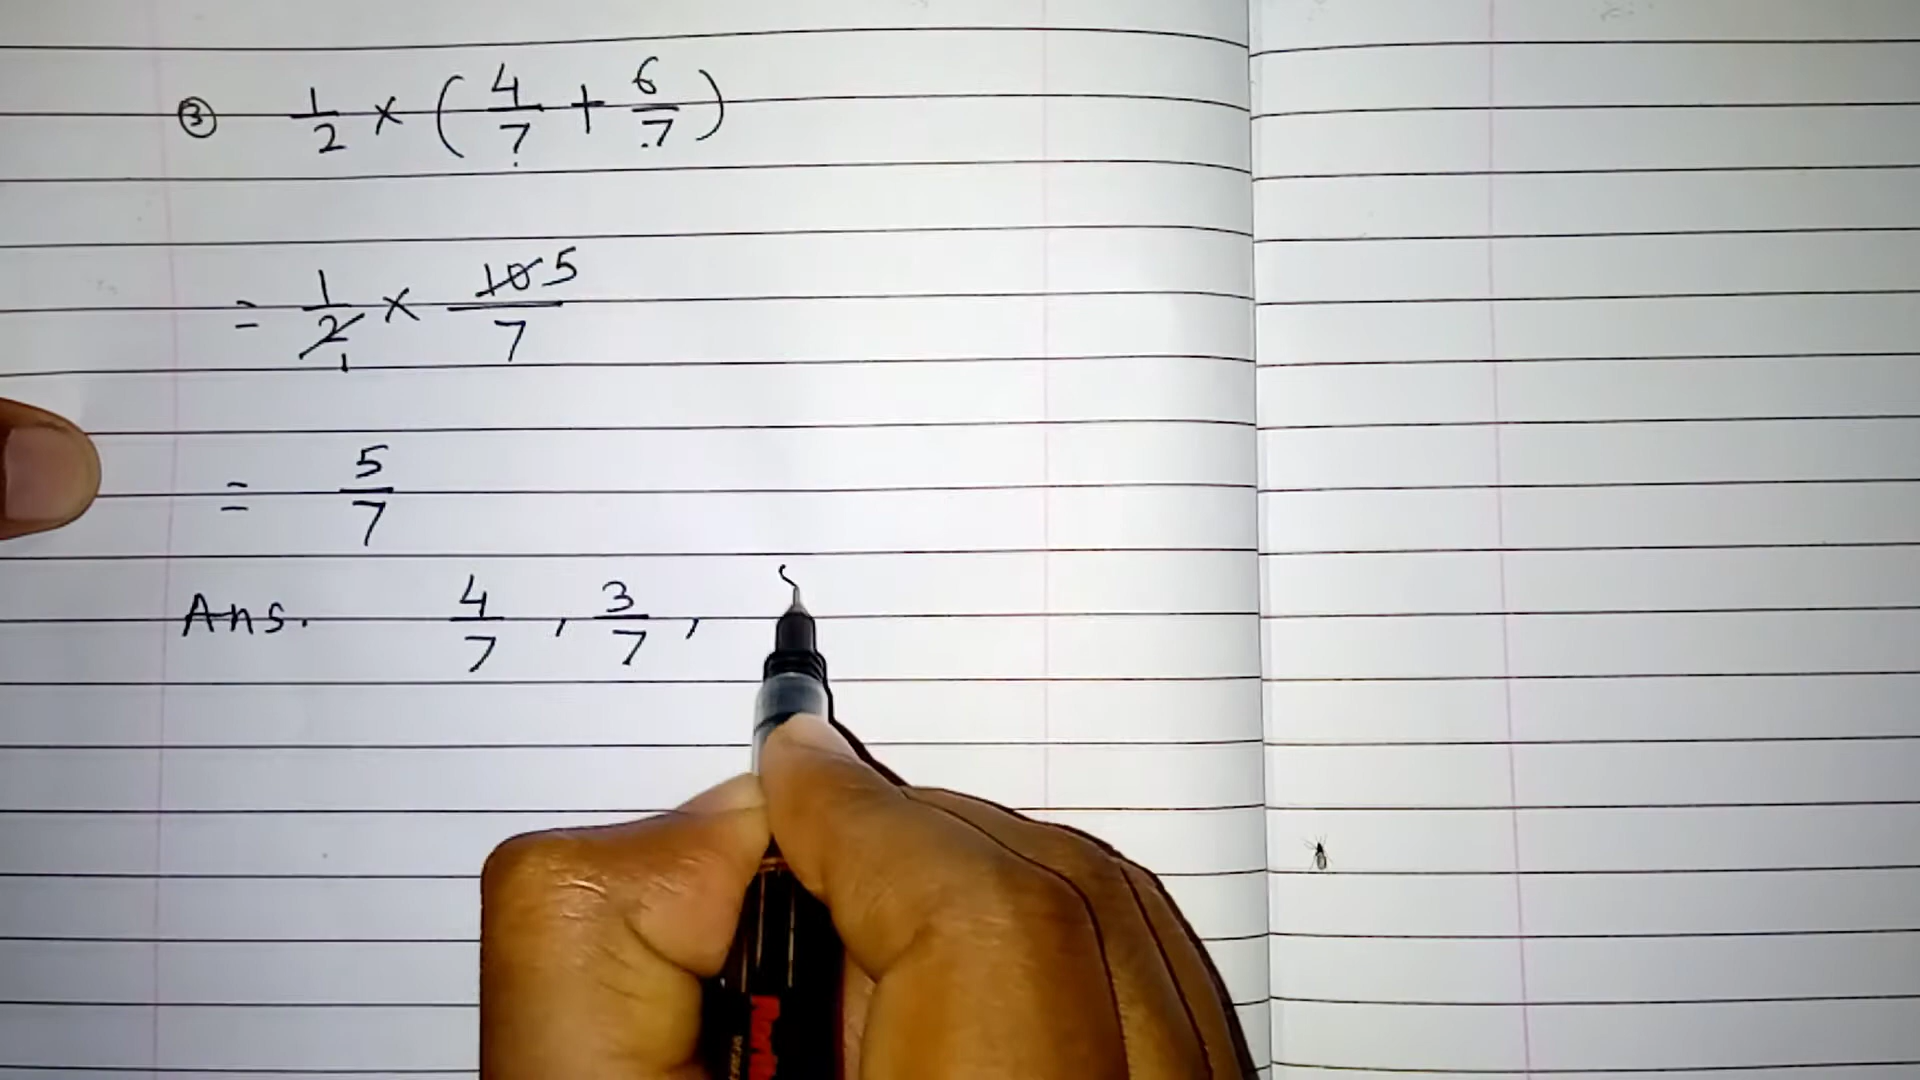 ③ 1/2 × (4/7 + 6/7)
= 1/2 1 × 10 5/7
= 5/7
Ans. 4/7 , 3/7 ,